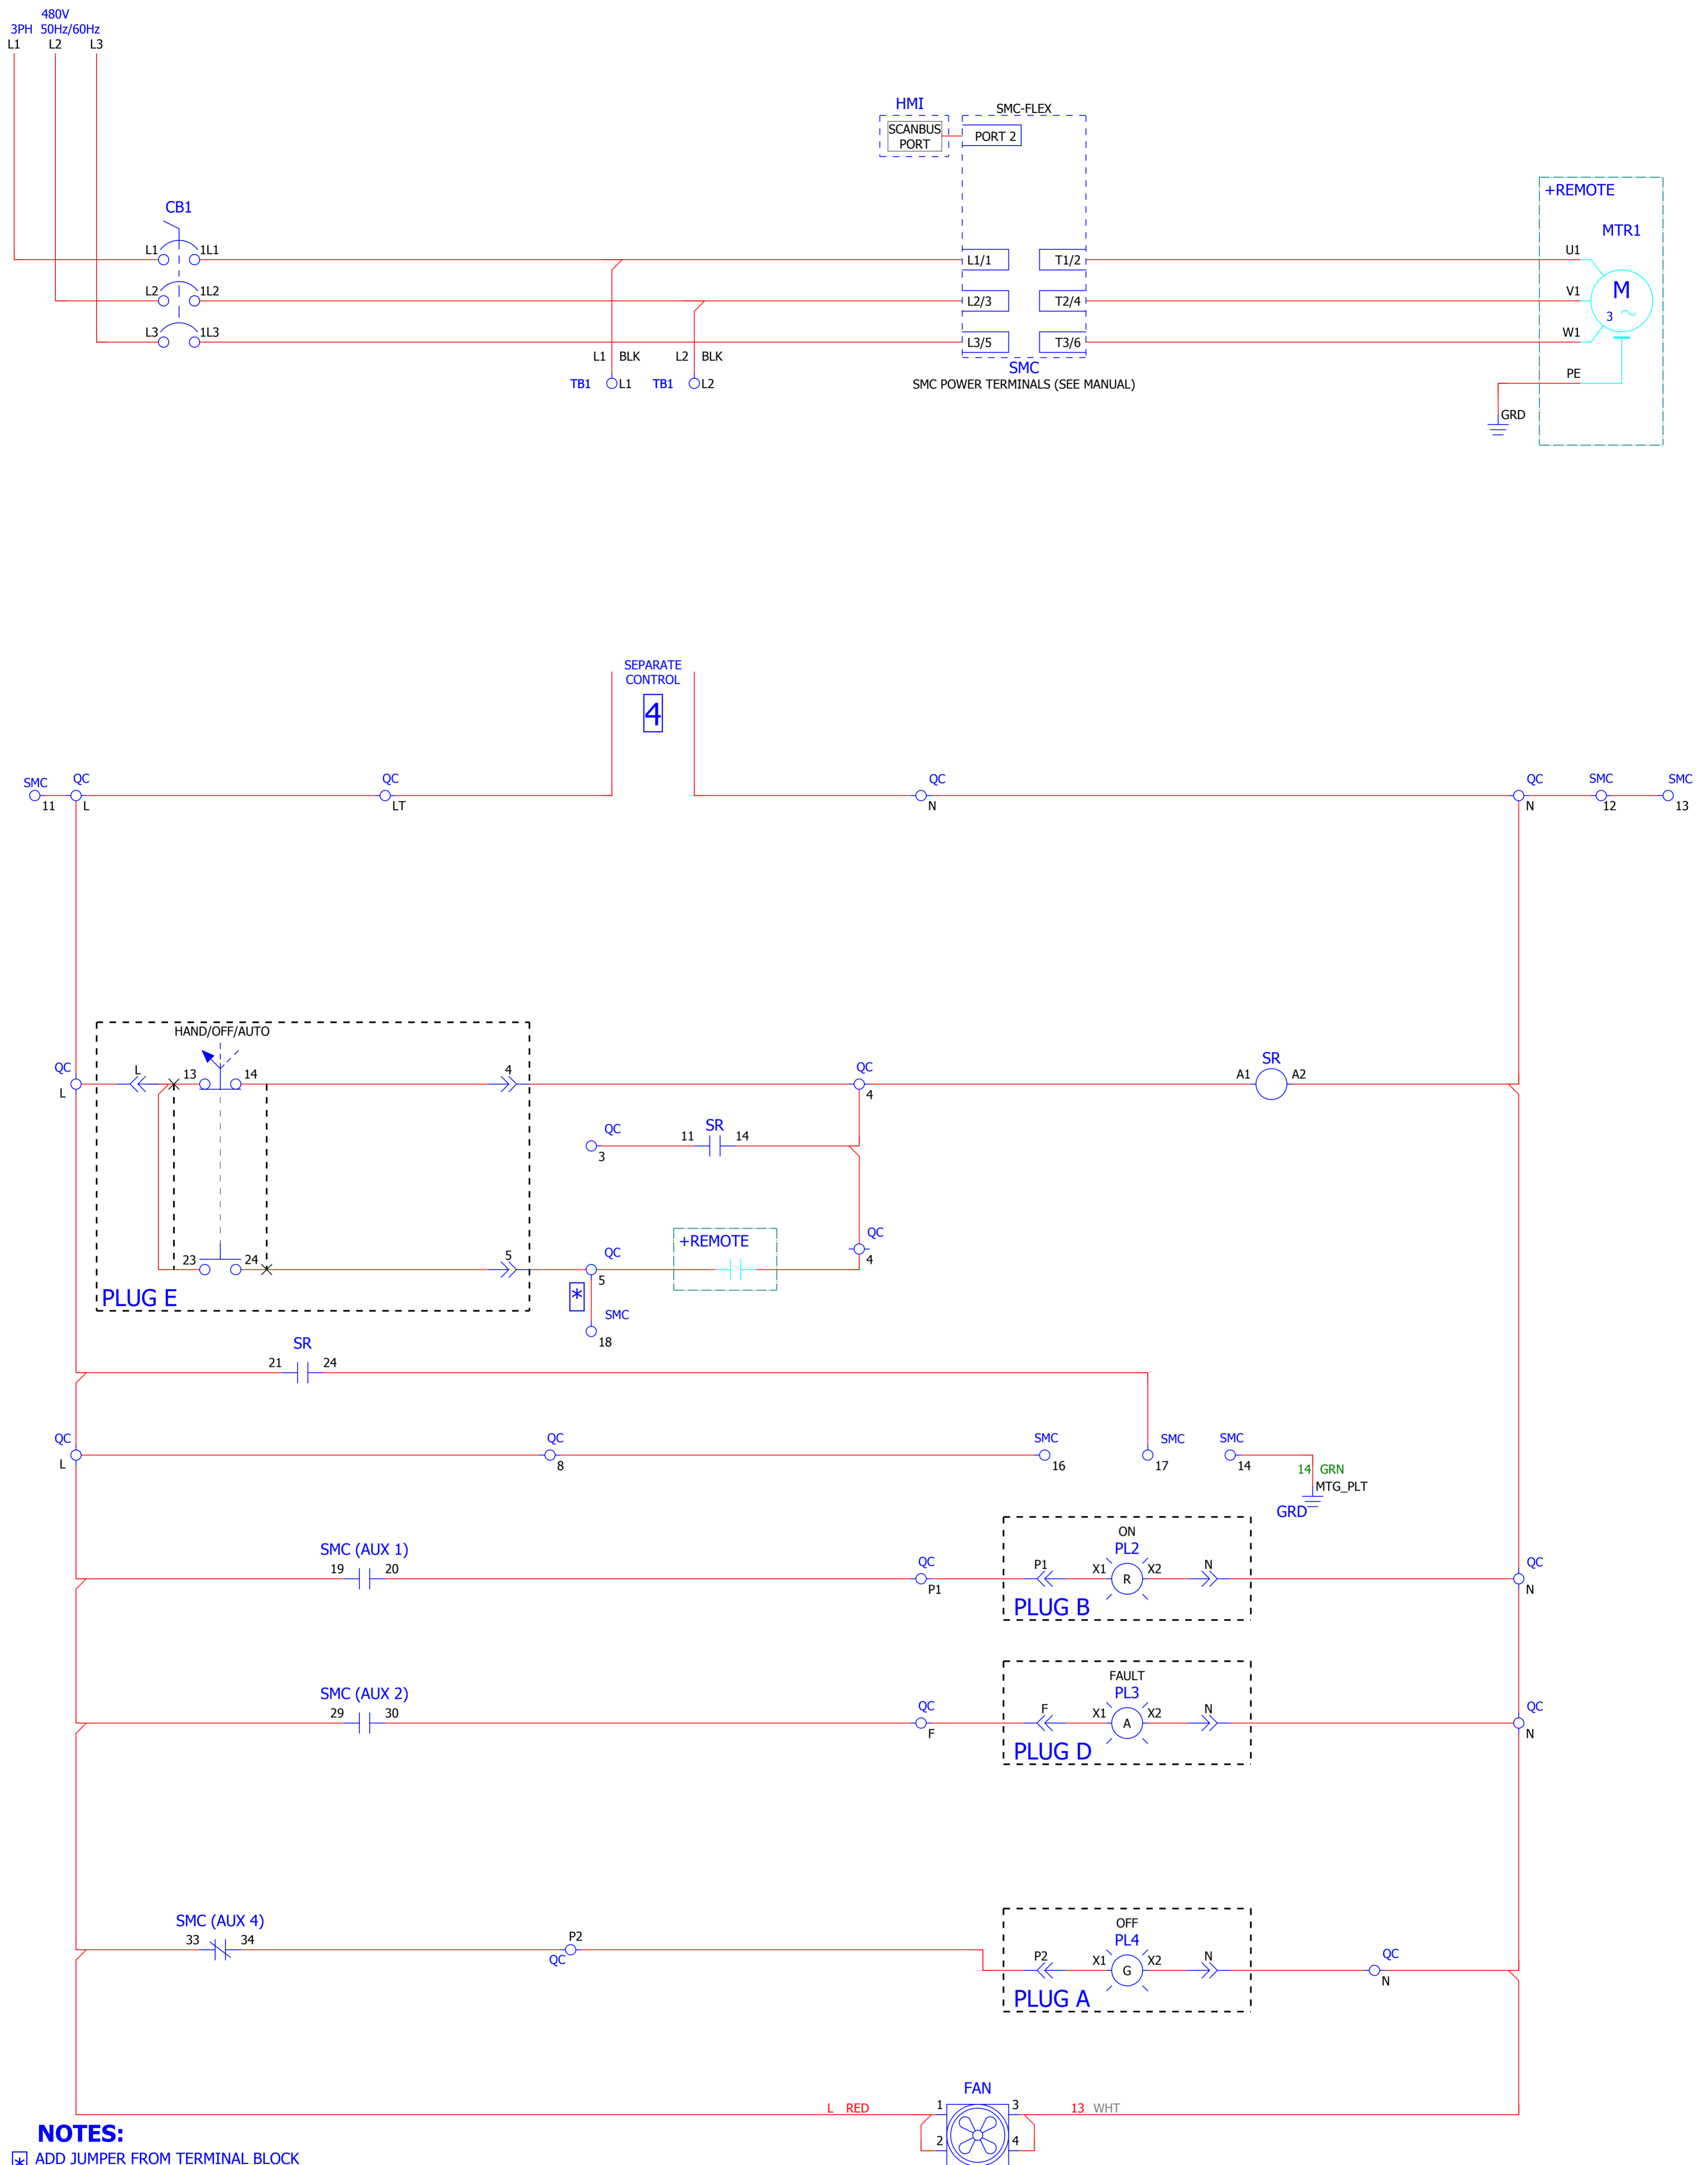 480V
3PH 50Hz/60Hz
L1 L2 L3
HMI
SCANBUS
PORT
SMC-FLEX
PORT 2
+REMOTE
MTR1
CB1
L1 1L1
L1/1 T1/2
U1
L2 1L2
L2/3 T2/4
V1
M
3
L3 1L3
L3/5 T3/6
W1
L1 BLK L2 BLK
SMC
PE
TB1 L1 TB1 L2
SMC POWER TERMINALS (SEE MANUAL)
GRD
SEPARATE
CONTROL
4
SMC QC QC QC QC SMC SMC
11 L LT N N 12 13
HAND/OFF/AUTO
QC L 13 14 4 QC SR
A1 A2
L 4
QC 11 SR 14
3
QC
4
+REMOTE
23 24 5 QC
5
*
PLUG E
SMC
18
SR
21 24
QC QC SMC SMC SMC
L 8 16 17 14
14 GRN
MTG_PLT
GRD
ON
SMC (AUX 1) PL2
19 20 QC P1 X1 R X2 N QC
P1 N
PLUG B
FAULT
SMC (AUX 2) PL3
29 30 QC F X1 A X2 N QC
F N
PLUG D
SMC (AUX 4) OFF
33 34 P2 PL4
QC P2 X1 G X2 N QC
N
PLUG A
FAN
L RED 1 3 13 WHT
2 4
NOTES:
* ADD JUMPER FROM TERMINAL BLOCK